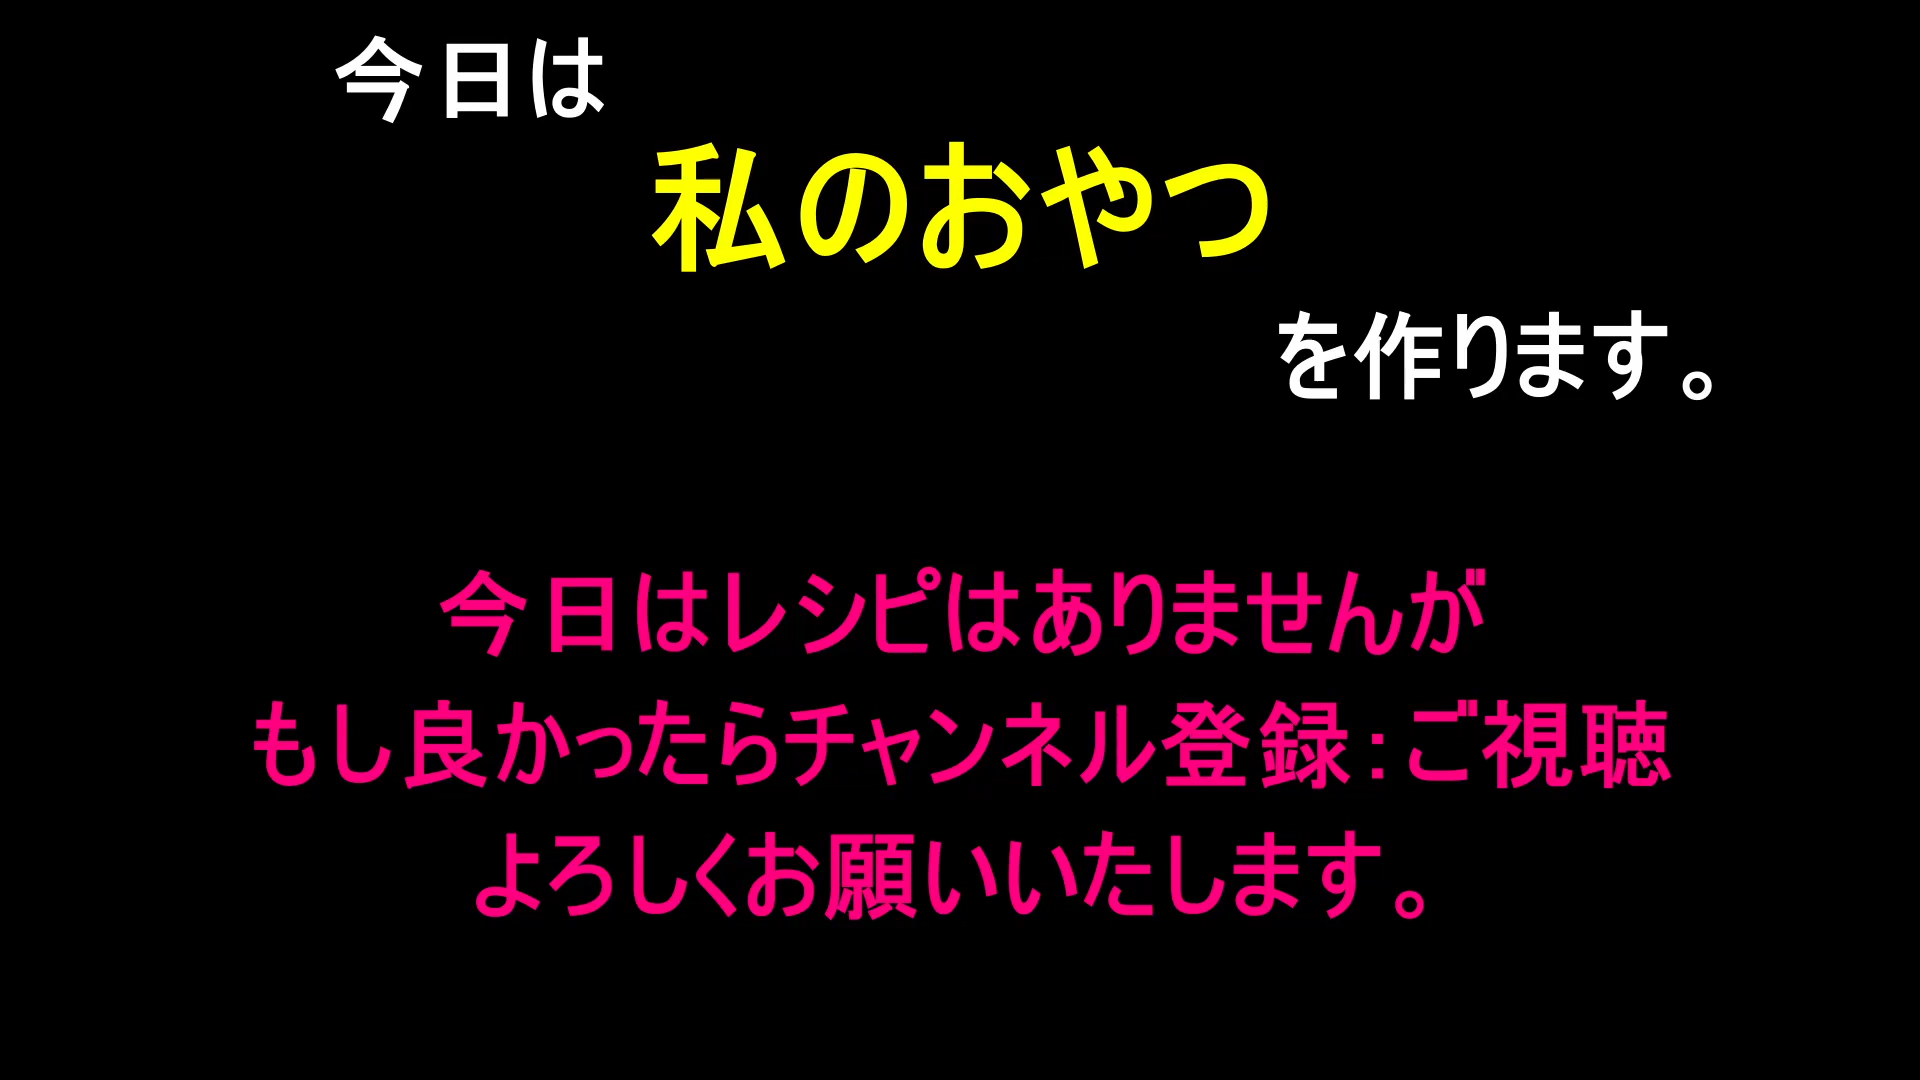 今日は
私のおやつ
を作ります。
今日はレシピはありませんが
もし良かったらチャンネル登録：ご視聴
よろしくお願いいたします。